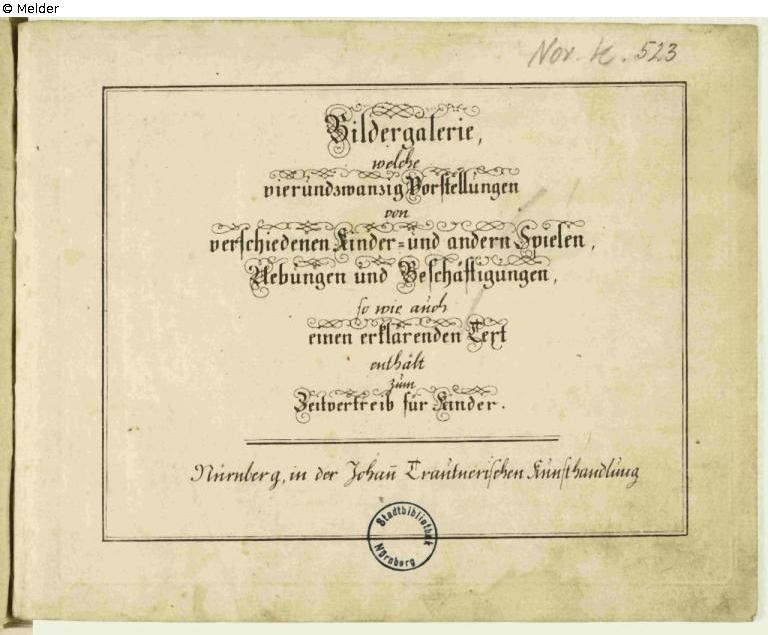 © Melder
Nor. K. 523
Bildergalerie,
welche
vierundzwanzig Vorstellungen
von
verschiedenen Kinder= und andern Spielen,
Uebungen und Beschäftigungen,
so wie auch
einen erklärenden Text
enthält
zum
Zeitvertreib für Kinder.
Nürnberg, in der Johañ Trautnerischen Kunsthandlung
Stadtbibliothek
Nürnberg